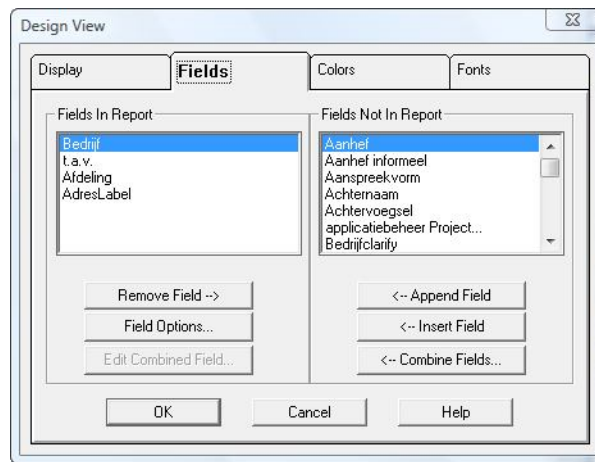 Design View
Display
Fields
Colors
Fonts
Fields In Report
Bedrijf
t.a.v.
Afdeling
AdresLabel
Fields Not In Report
Aanhef
Aanhef informeel
Aanspreekvorm
Achternaam
Achtervoegsel
applicatiebeheer Project...
Bedrijfclarify
Remove Field -->
Field Options...
Edit Combined Field...
<-- Append Field
<-- Insert Field
<-- Combine Fields...
OK
Cancel
Help